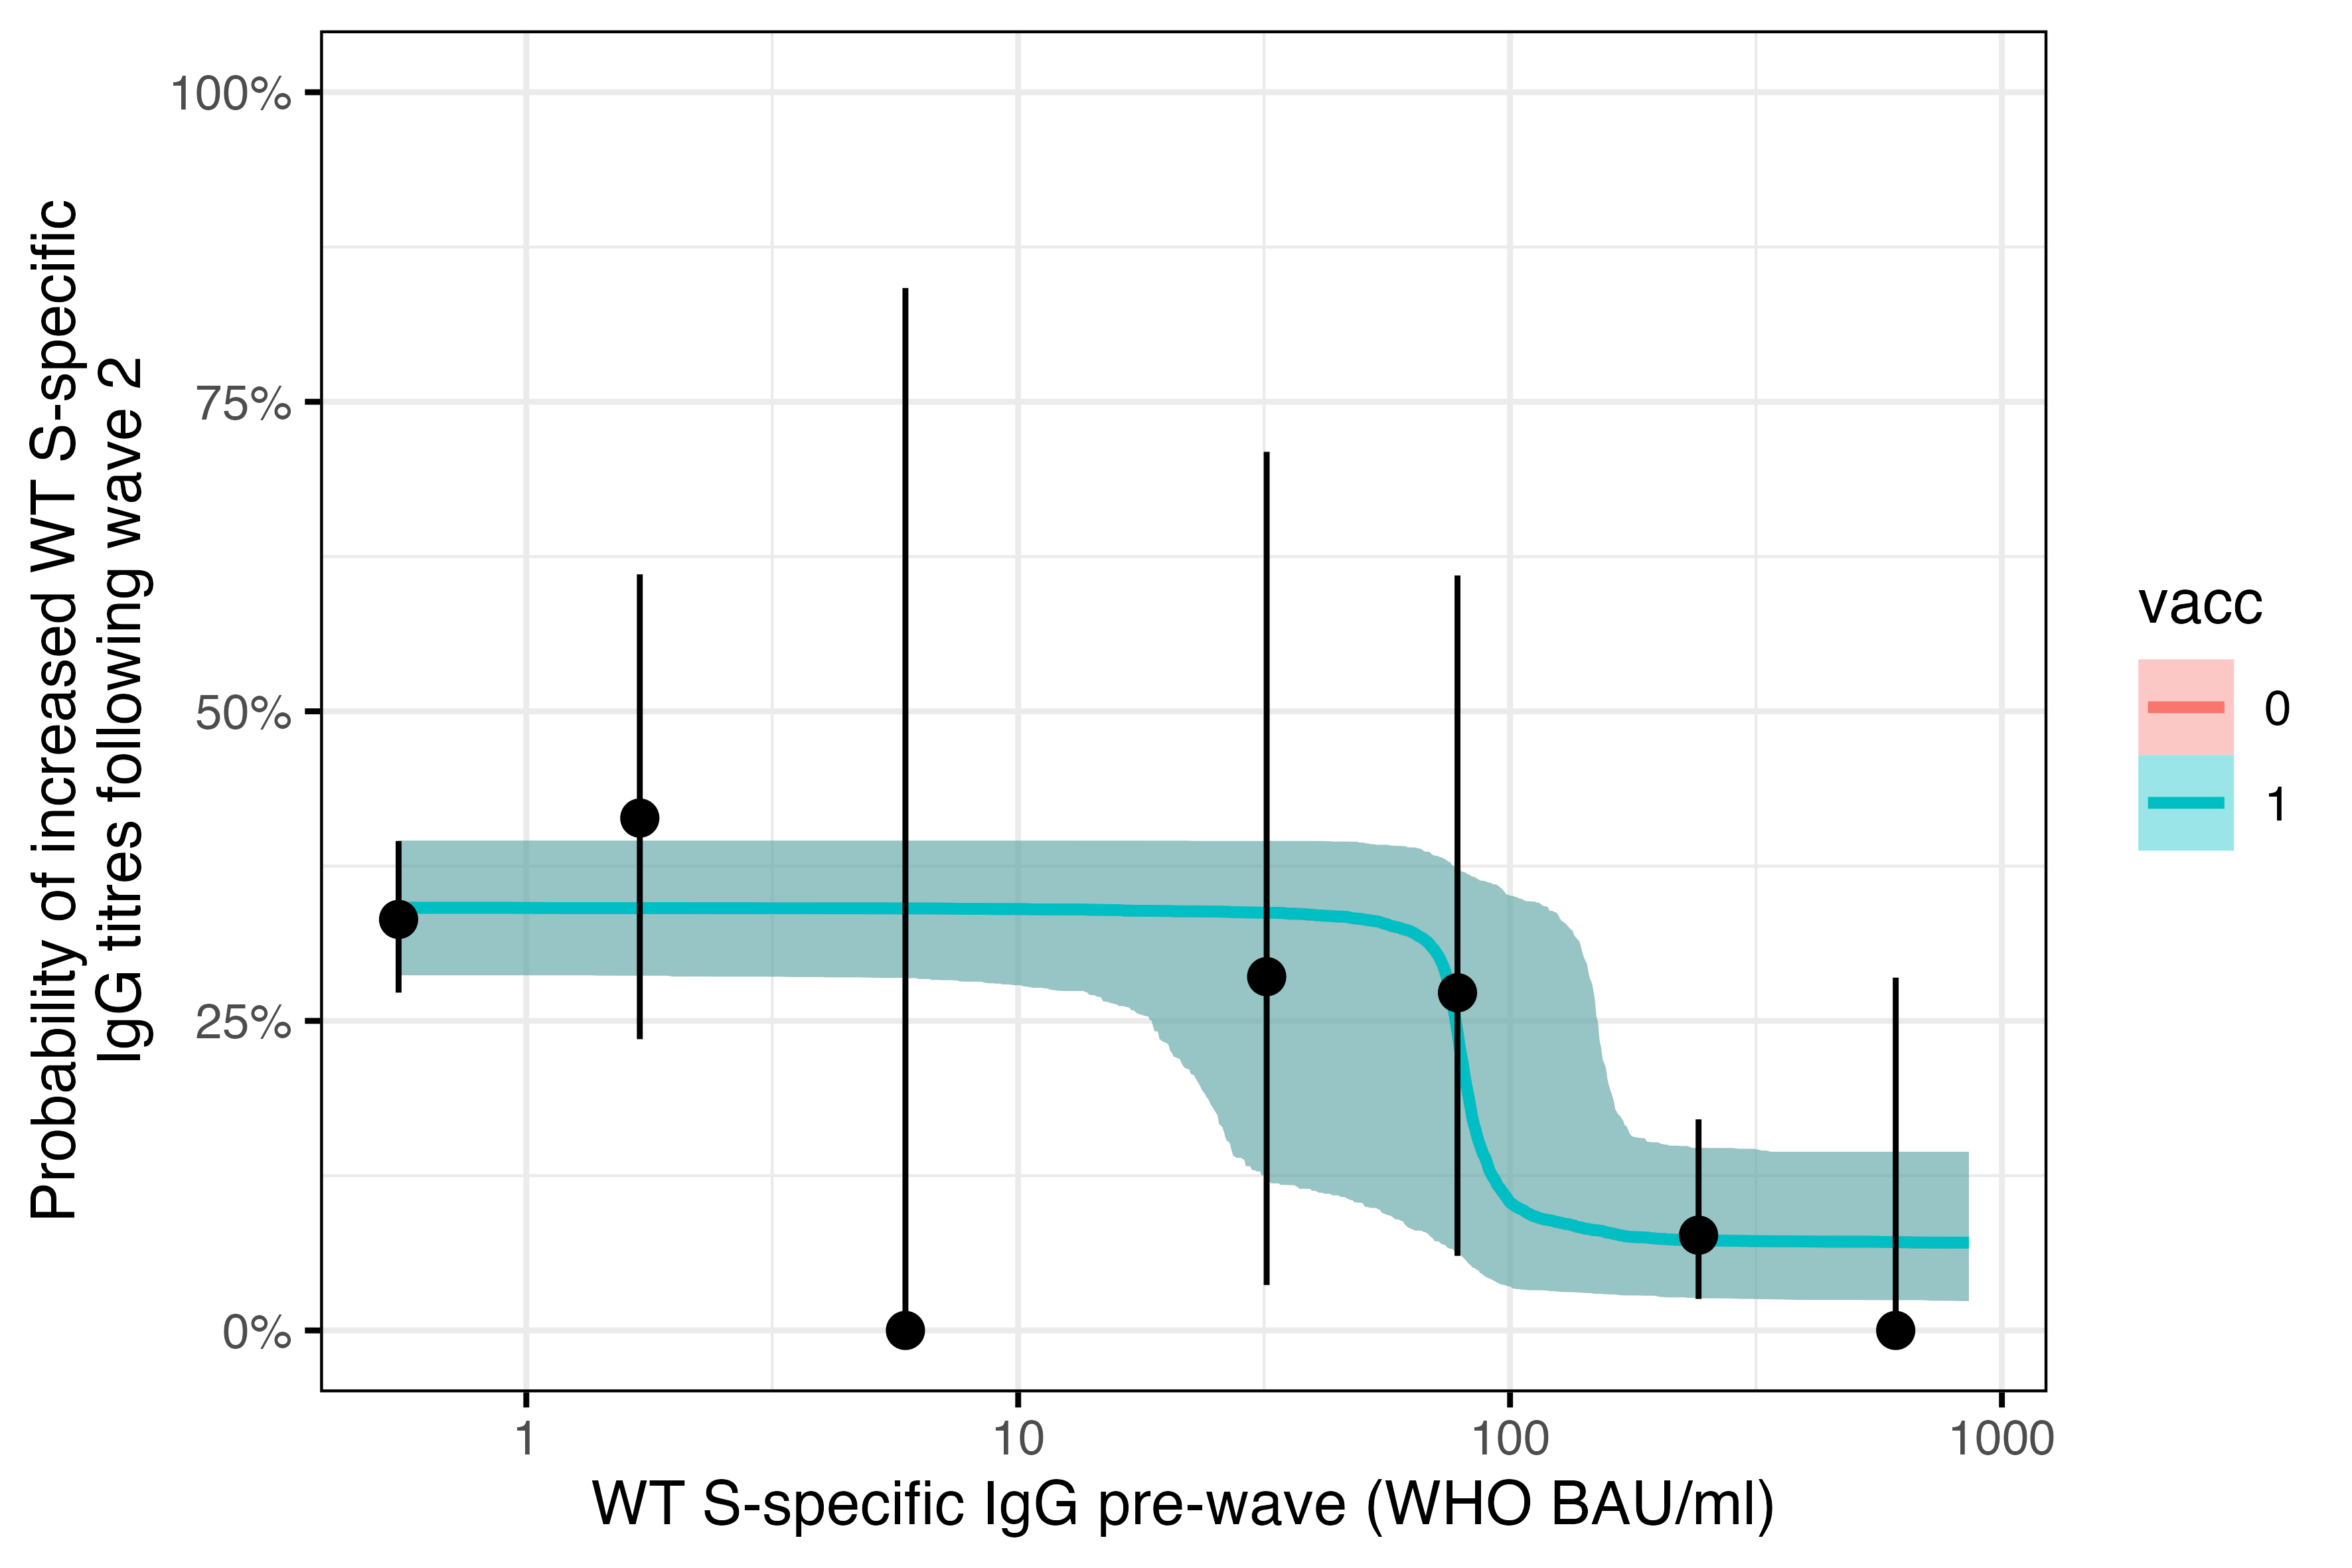 Probability of increased WT S-specific
IgG titres following wave 2
100%
75%
50%
25%
0%
1
10
100
1000
WT S-specific IgG pre-wave (WHO BAU/ml)
vacc
0
1